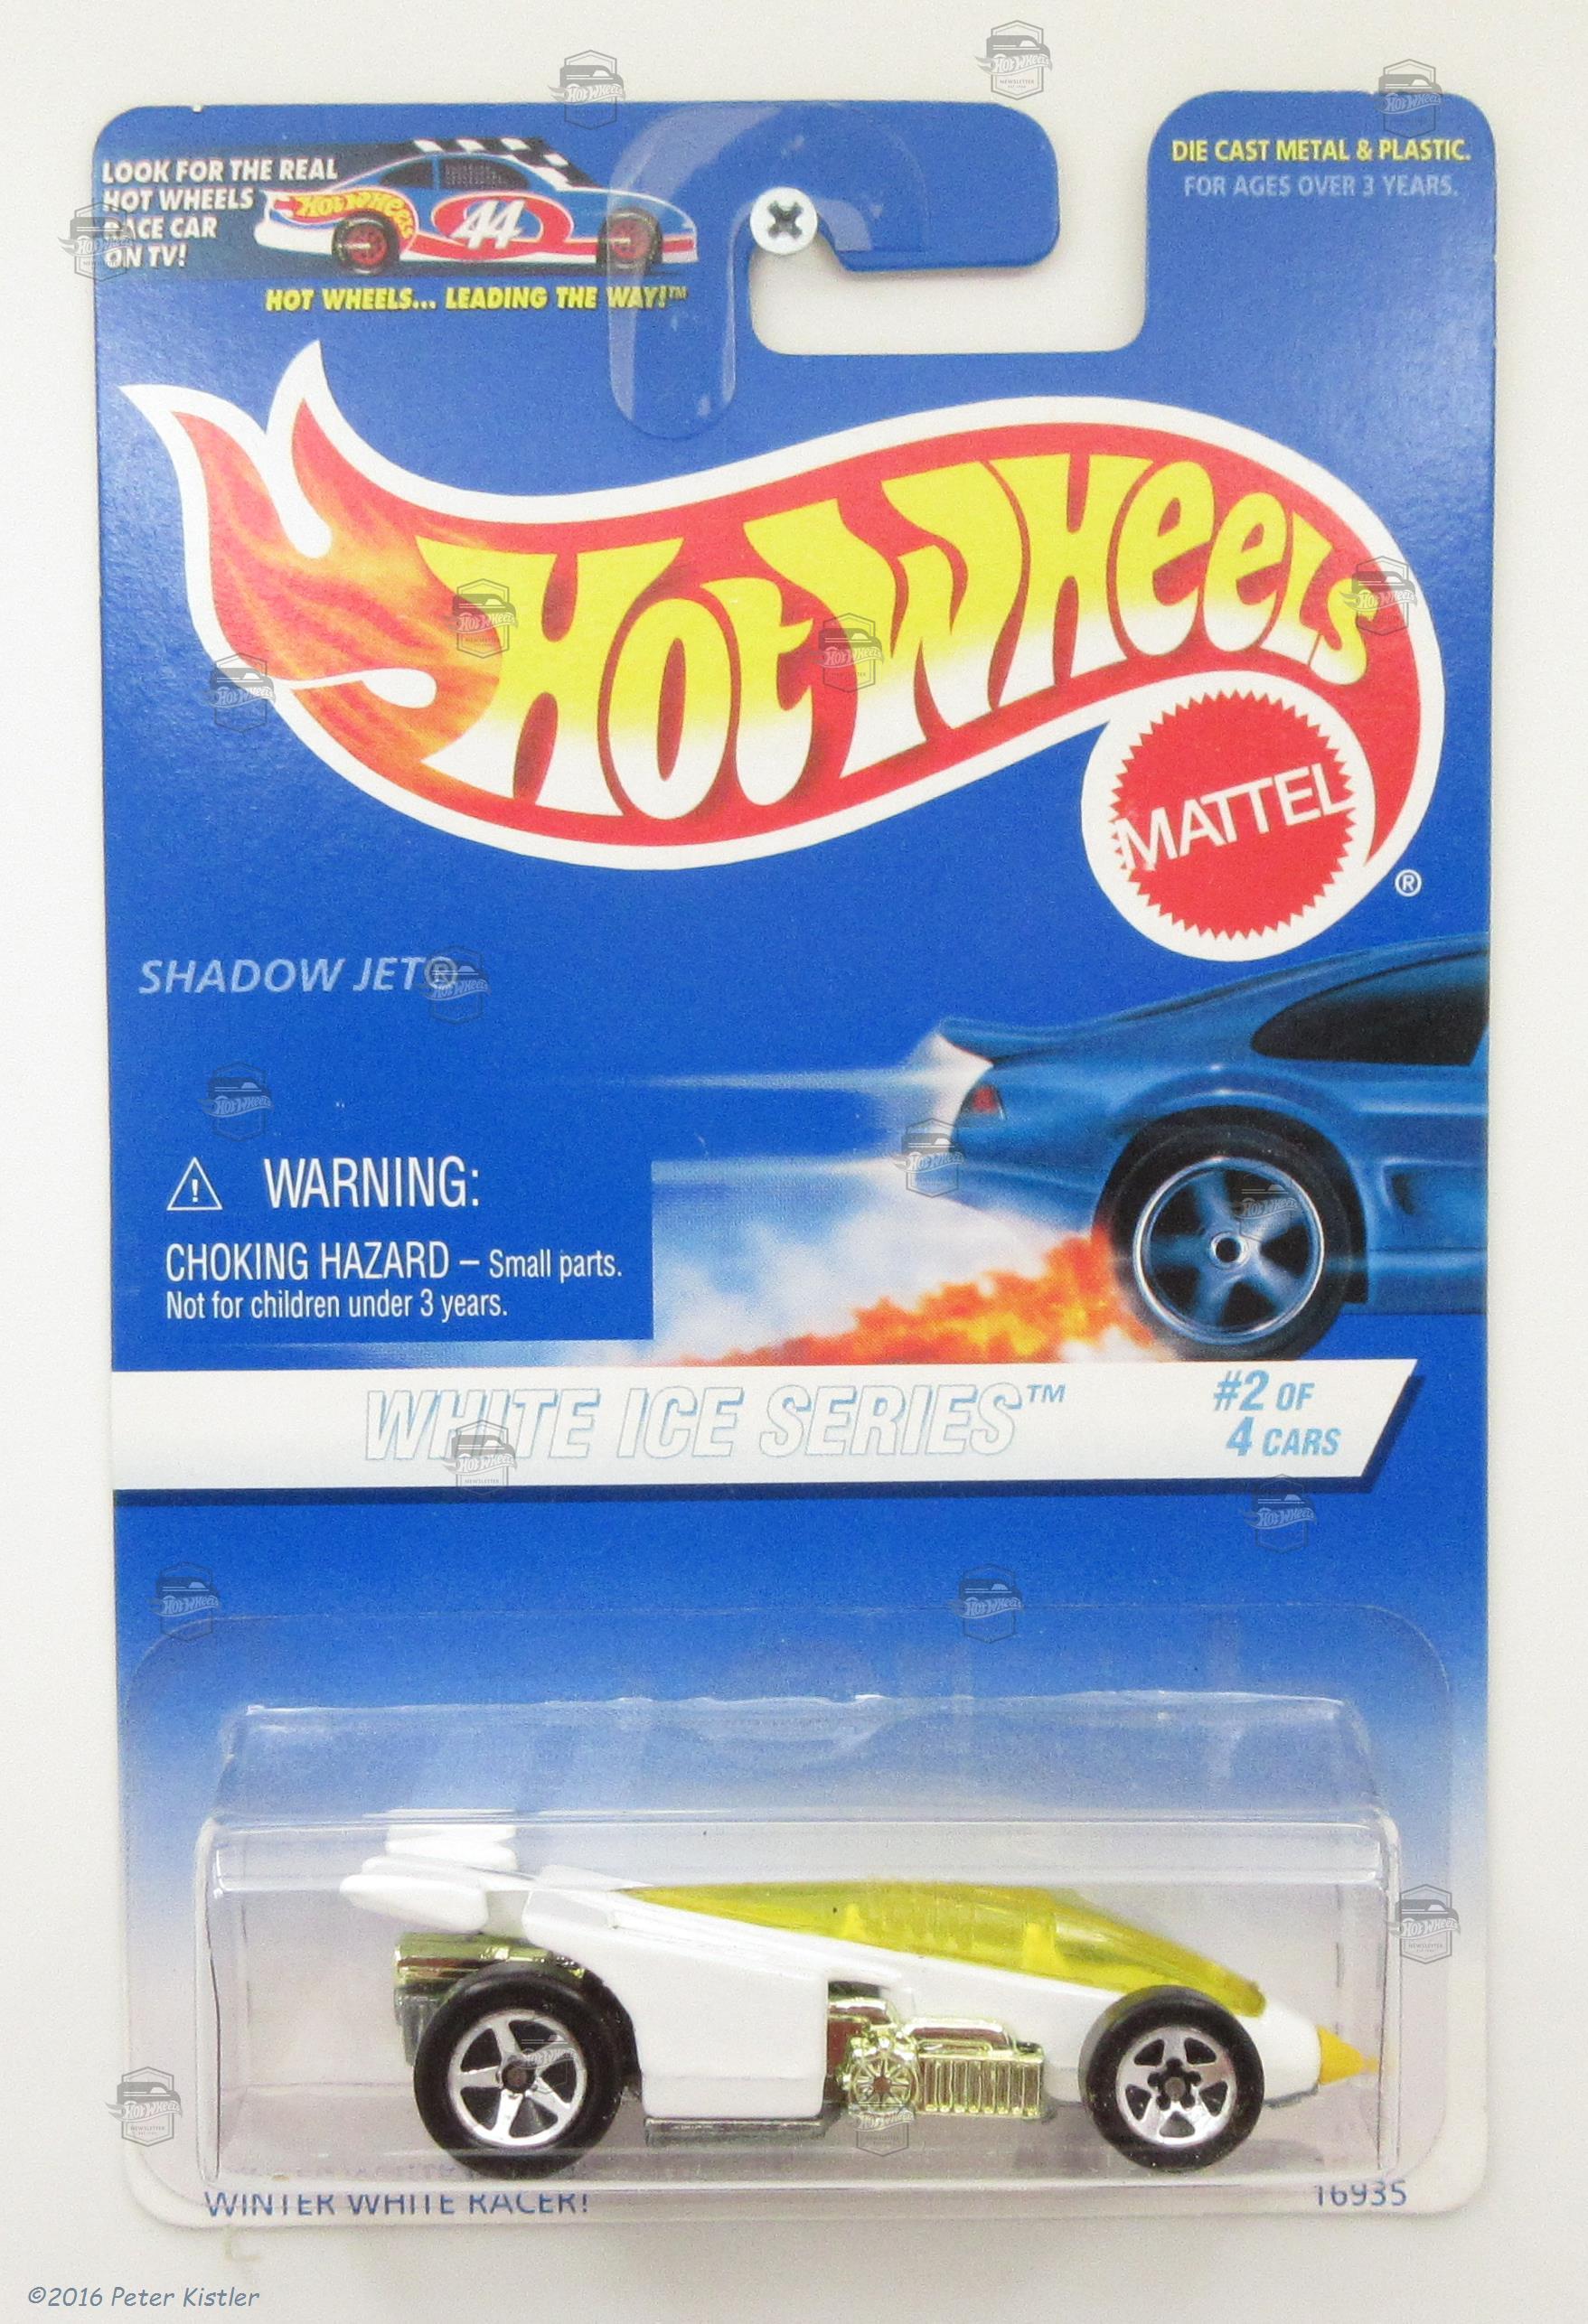 LOOK FOR THE REAL
HOT WHEELS
RACE CAR
ON TV!
HOT WHEELS
44
HOT WHEELS... LEADING THE WAY!™
DIE CAST METAL & PLASTIC.
FOR AGES OVER 3 YEARS.
HOT WHEELS
MATTEL
®
SHADOW JET®
WARNING:
CHOKING HAZARD – Small parts.
Not for children under 3 years.
WHITE ICE SERIES™
#2 OF
4 CARS
WINTER WHITE RACER!
16935
©2016 Peter Kistler